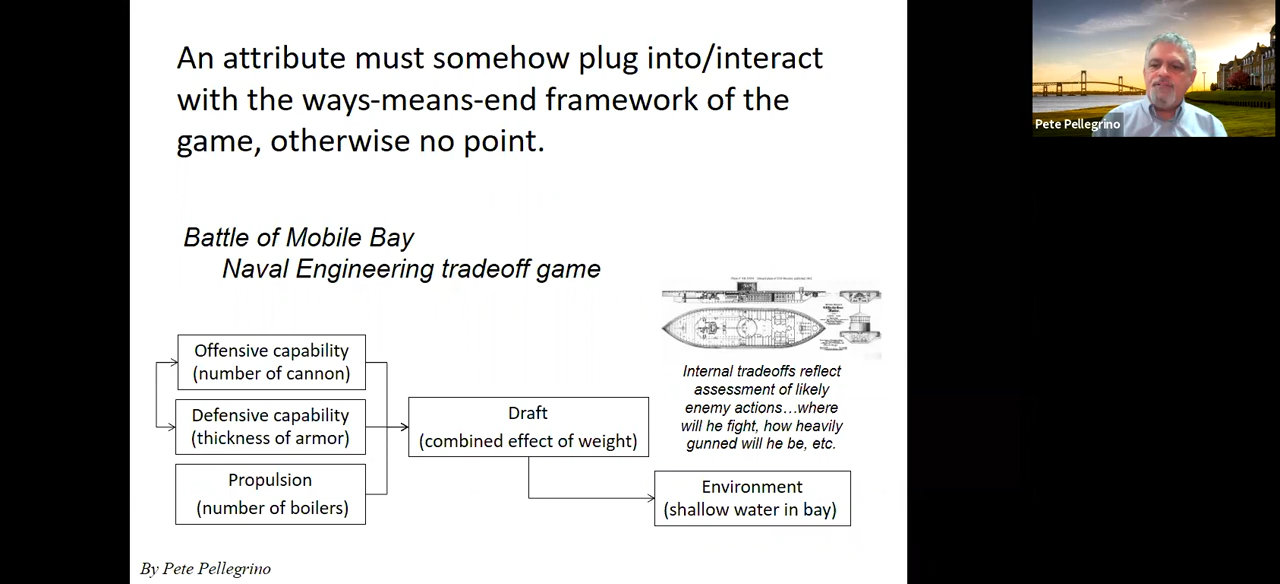 An attribute must somehow plug into/interact
with the ways-means-end framework of the
game, otherwise no point.
Battle of Mobile Bay
Naval Engineering tradeoff game
Offensive capability
(number of cannon)
Defensive capability
(thickness of armor)
Propulsion
(number of boilers)
Draft
(combined effect of weight)
Internal tradeoffs reflect
assessment of likely
enemy actions…where
will he fight, how heavily
gunned will he be, etc.
Environment
(shallow water in bay)
By Pete Pellegrino
Pete Pellegrino